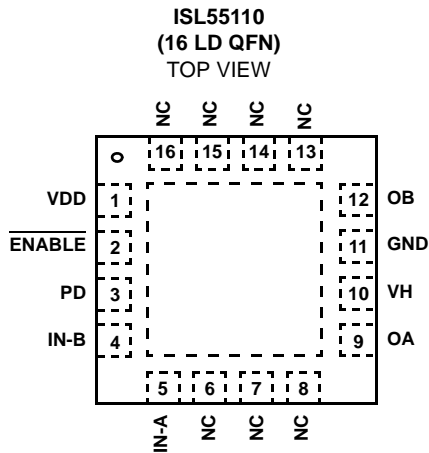 ISL55110
(16 LD QFN)
TOP VIEW
NC NC NC NC
16 15 14 13
VDD 1 12 OB
ENABLE 2 11 GND
PD 3 10 VH
IN-B 4 9 OA
5 6 7 8
IN-A NC NC NC